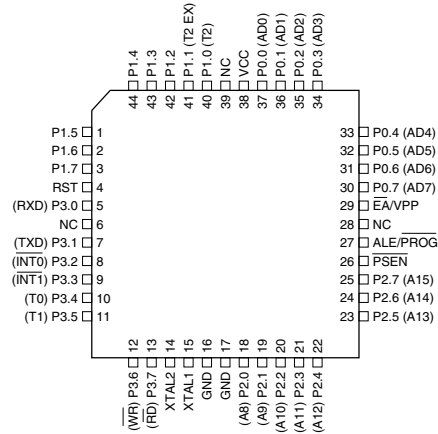 P1.4
P1.3
P1.2
P1.1 (T2 EX)
P1.0 (T2)
NC
VCC
P0.0 (AD0)
P0.1 (AD1)
P0.2 (AD2)
P0.3 (AD3)
44
43
42
41
40
39
38
37
36
35
34
P1.5 1
P1.6 2
P1.7 3
RST 4
(RXD) P3.0 5
NC 6
(TXD) P3.1 7
(INT0) P3.2 8
(INT1) P3.3 9
(T0) P3.4 10
(T1) P3.5 11
33 P0.4 (AD4)
32 P0.5 (AD5)
31 P0.6 (AD6)
30 P0.7 (AD7)
29 EA/VPP
28 NC
27 ALE/PROG
26 PSEN
25 P2.7 (A15)
24 P2.6 (A14)
23 P2.5 (A13)
12
13
14
15
16
17
18
19
20
21
22
(WR) P3.6
(RD) P3.7
XTAL2
XTAL1
GND
GND
(A8) P2.0
(A9) P2.1
(A10) P2.2
(A11) P2.3
(A12) P2.4